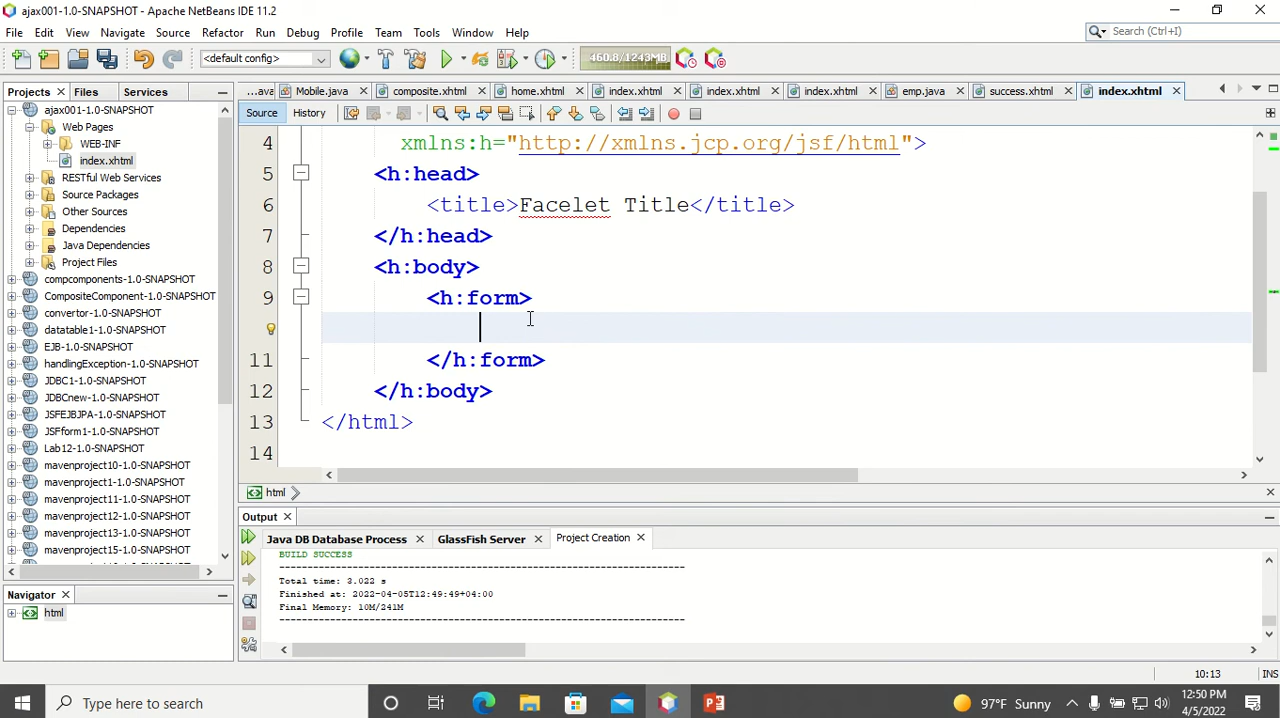 ajax001-1.0-SNAPSHOT - Apache NetBeans IDE 11.2
File Edit View Navigate Source Refactor Run Debug Profile Team Tools Window Help
Search (Ctrl+I)
<default config>
460.8/1243MB
Projects Files Services
...ava Mobile.java composite.xhtml home.xhtml index.xhtml index.xhtml index.xhtml emp.java success.xhtml index.xhtml
Source History
ajax001-1.0-SNAPSHOT
Web Pages
WEB-INF
index.xhtml
RESTful Web Services
Source Packages
Other Sources
Dependencies
Java Dependencies
Project Files
compcomponents-1.0-SNAPSHOT
CompositeComponent-1.0-SNAPSHOT
convertor-1.0-SNAPSHOT
datatable1-1.0-SNAPSHOT
EJB-1.0-SNAPSHOT
handlingException-1.0-SNAPSHOT
JDBC1-1.0-SNAPSHOT
JDBCnew-1.0-SNAPSHOT
JSFEJBJPA-1.0-SNAPSHOT
JSFform1-1.0-SNAPSHOT
Lab12-1.0-SNAPSHOT
mavenproject10-1.0-SNAPSHOT
mavenproject1-1.0-SNAPSHOT
mavenproject11-1.0-SNAPSHOT
mavenproject12-1.0-SNAPSHOT
mavenproject13-1.0-SNAPSHOT
mavenproject15-1.0-SNAPSHOT
4 xmlns:h="http://xmlns.jcp.org/jsf/html">
5 <h:head>
6 <title>Facelet Title</title>
7 </h:head>
8 <h:body>
9 <h:form>
11 </h:form>
12 </h:body>
13 </html>
14
html
Navigator
html
Output
Java DB Database Process GlassFish Server Project Creation
BUILD SUCCESS
------------------------------------------------------------------------
Total time: 3.022 s
Finished at: 2022-04-05T12:49:49+04:00
Final Memory: 10M/241M
------------------------------------------------------------------------
10:13 INS
Type here to search
97°F Sunny
12:50 PM
4/5/2022